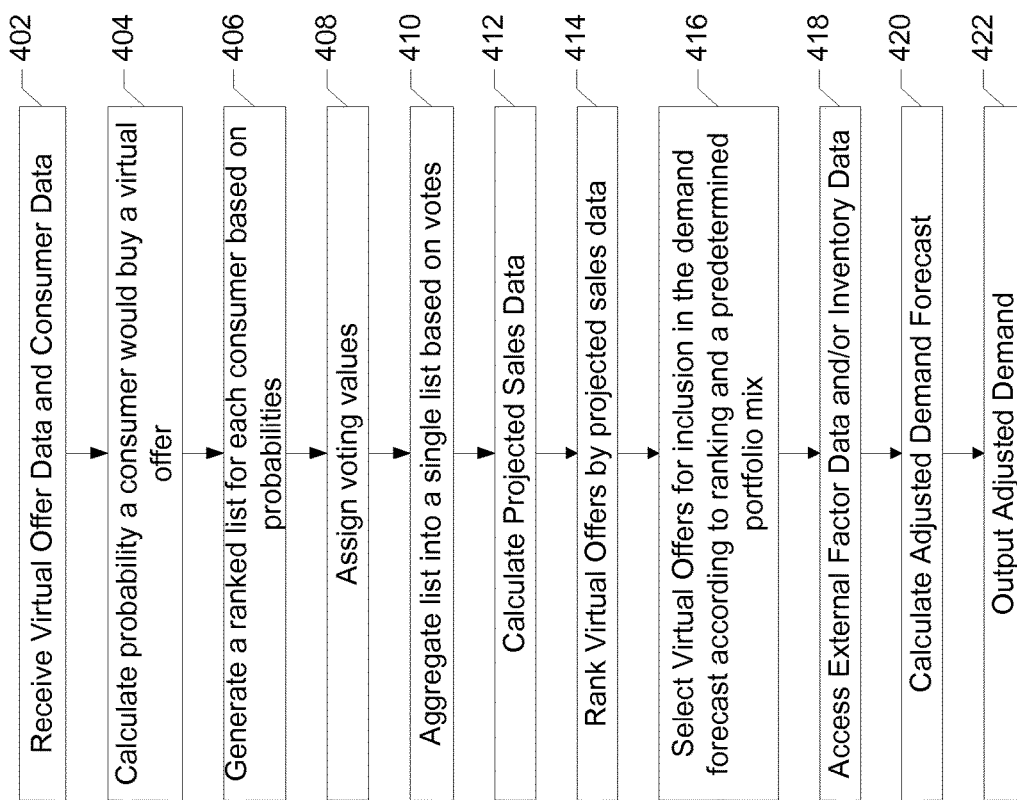 402
Receive Virtual Offer Data and Consumer Data
404
Calculate probability a consumer would buy a virtual
offer
406
Generate a ranked list for each consumer based on
probabilities
408
Assign voting values
410
Aggregate list into a single list based on votes
412
Calculate Projected Sales Data
414
Rank Virtual Offers by projected sales data
416
Select Virtual Offers for inclusion in the demand
forecast according to ranking and a predetermined
portfolio mix
418
Access External Factor Data and/or Inventory Data
420
Calculate Adjusted Demand Forecast
422
Output Adjusted Demand